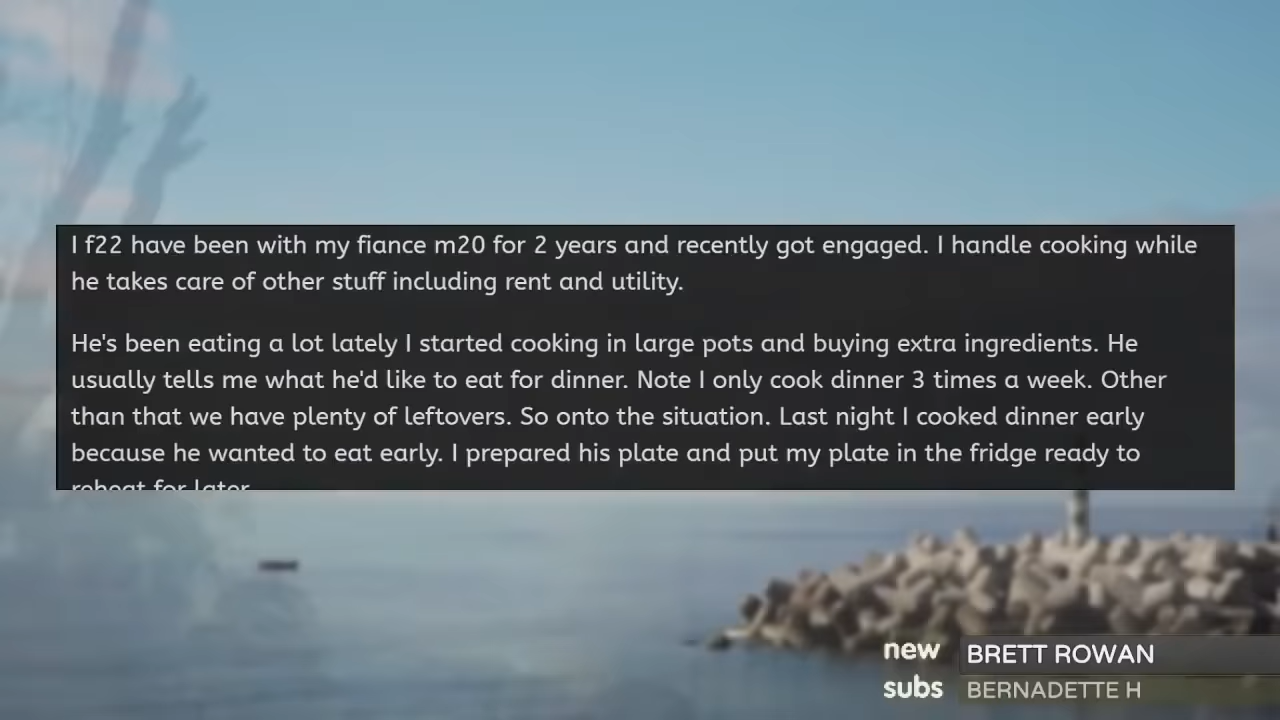 I f22 have been with my fiance m20 for 2 years and recently got engaged. I handle cooking while
he takes care of other stuff including rent and utility.
He's been eating a lot lately I started cooking in large pots and buying extra ingredients. He
usually tells me what he'd like to eat for dinner. Note I only cook dinner 3 times a week. Other
than that we have plenty of leftovers. So onto the situation. Last night I cooked dinner early
because he wanted to eat early. I prepared his plate and put my plate in the fridge ready to
reheat for later.
new
BRETT ROWAN
subs
BERNADETTE H